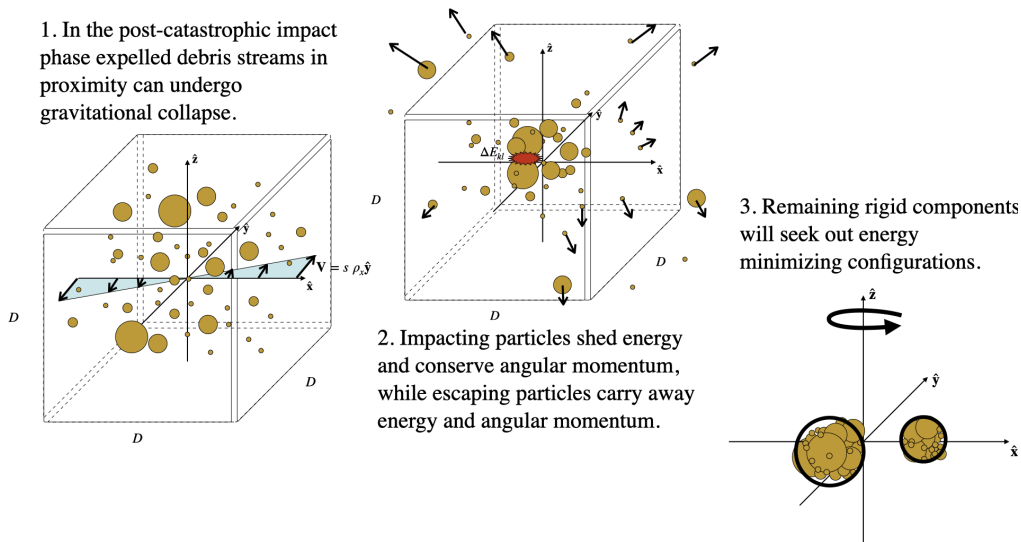 1. In the post-catastrophic impact
phase expelled debris streams in
proximity can undergo
gravitational collapse.
ẑ
ŷ
V = s ρₓŷ
x̂
D
D
D
ẑ
ŷ
ΔEₖₗ
x̂
D
D
D
2. Impacting particles shed energy
and conserve angular momentum,
while escaping particles carry away
energy and angular momentum.
3. Remaining rigid components
will seek out energy
minimizing configurations.
ẑ
ŷ
x̂